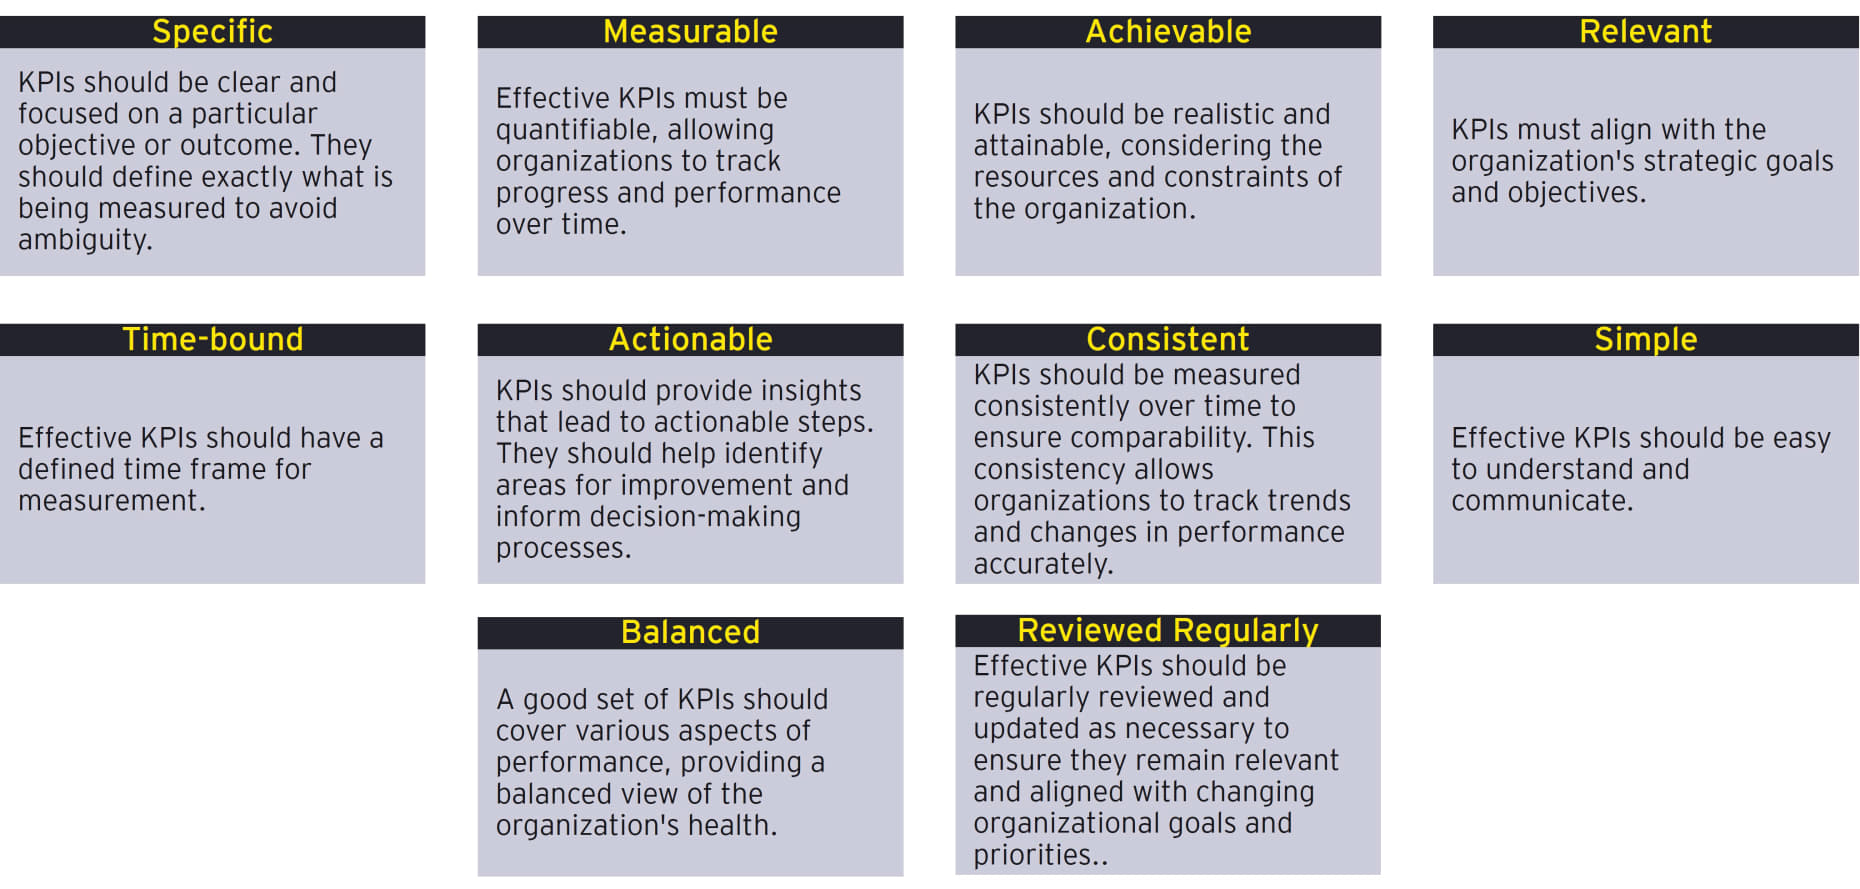 Specific
KPIs should be clear and
focused on a particular
objective or outcome. They
should define exactly what is
being measured to avoid
ambiguity.
Measurable
Effective KPIs must be
quantifiable, allowing
organizations to track
progress and performance
over time.
Achievable
KPIs should be realistic and
attainable, considering the
resources and constraints of
the organization.
Relevant
KPIs must align with the
organization's strategic goals
and objectives.
Time-bound
Effective KPIs should have a
defined time frame for
measurement.
Actionable
KPIs should provide insights
that lead to actionable steps.
They should help identify
areas for improvement and
inform decision-making
processes.
Consistent
KPIs should be measured
consistently over time to
ensure comparability. This
consistency allows
organizations to track trends
and changes in performance
accurately.
Simple
Effective KPIs should be easy
to understand and
communicate.
Balanced
A good set of KPIs should
cover various aspects of
performance, providing a
balanced view of the
organization's health.
Reviewed Regularly
Effective KPIs should be
regularly reviewed and
updated as necessary to
ensure they remain relevant
and aligned with changing
organizational goals and
priorities..